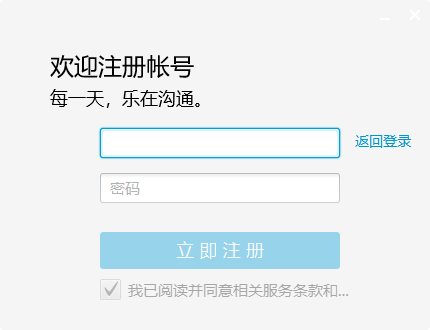 欢迎注册帐号
每一天，乐在沟通。
返回登录
密码
立即注册
我已阅读并同意相关服务条款和...